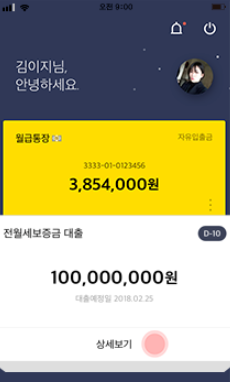 오전 9:00
김이지님,
안녕하세요.
월급통장
자유입출금
3333-01-0123456
3,854,000원
전월세보증금 대출
D-10
100,000,000원
대출예정일 2018.02.25
상세보기